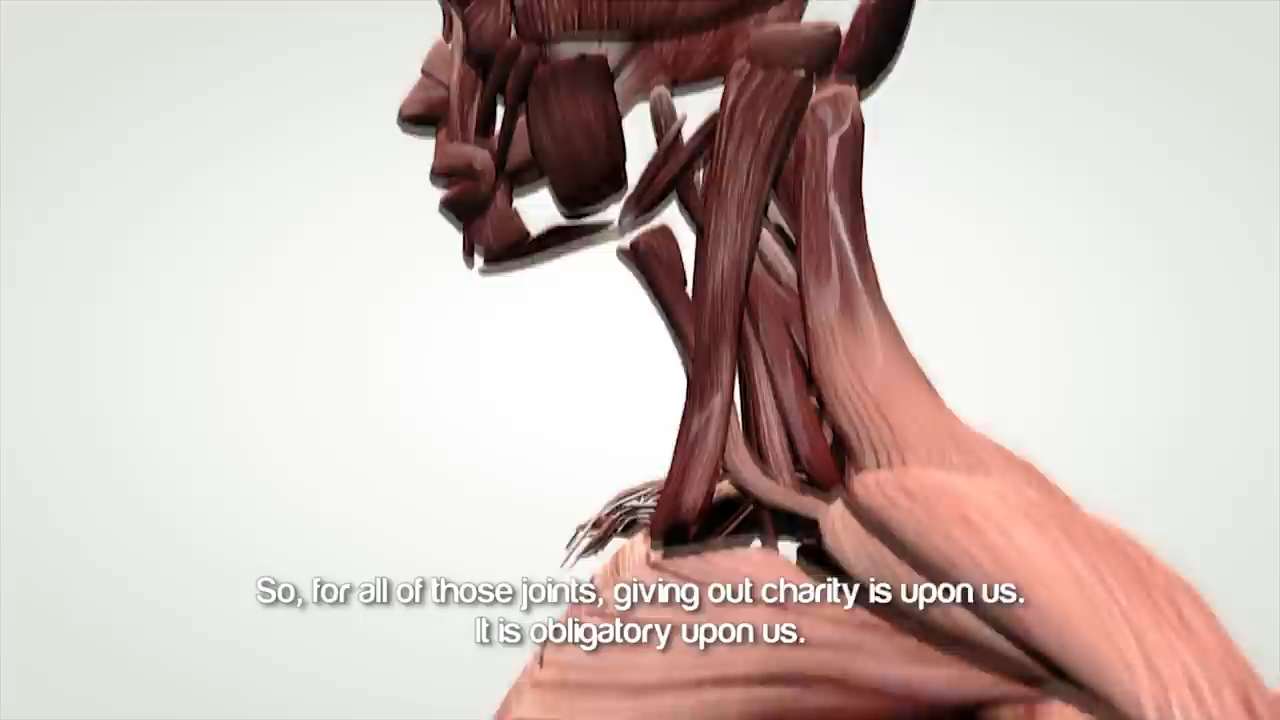 So, for all of those joints, giving out charity is upon us.
It is obligatory upon us.